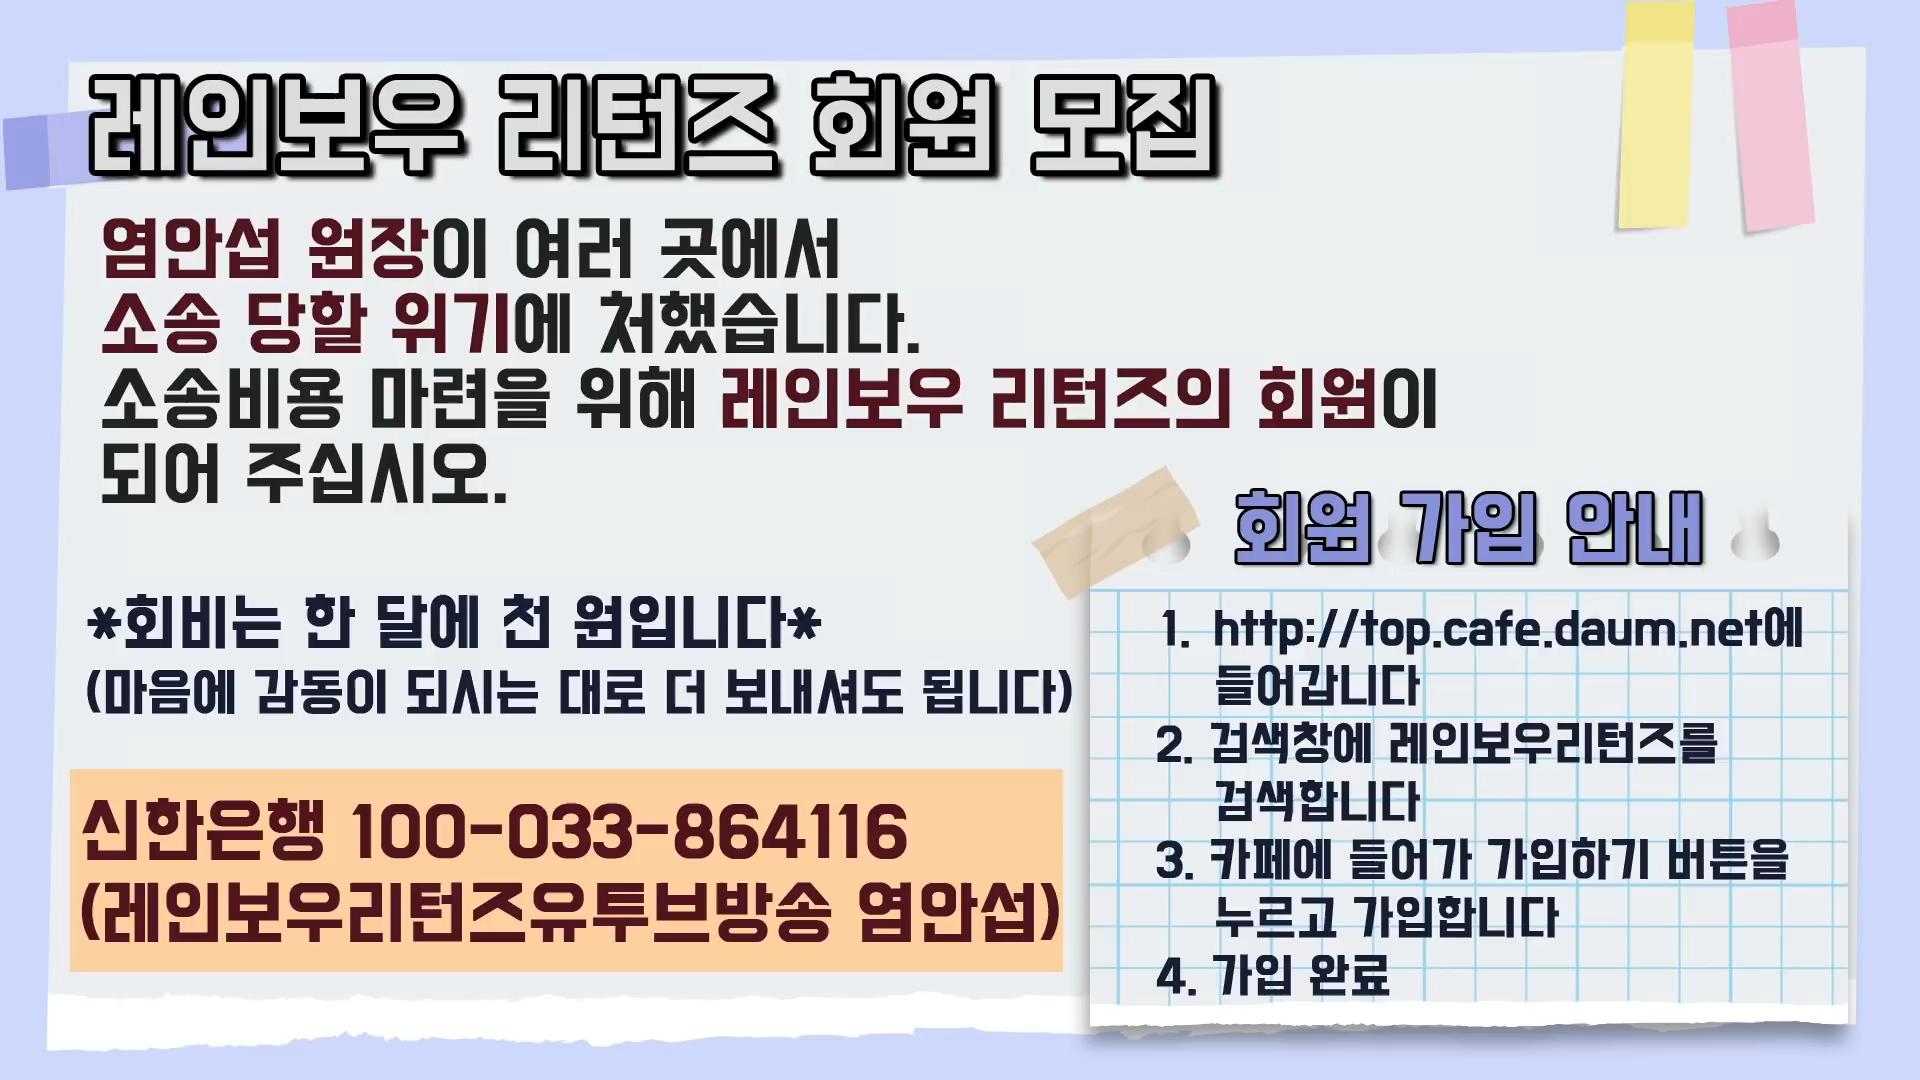 레인보우 리턴즈 회원 모집
염안섭 원장이 여러 곳에서
소송 당할 위기에 처했습니다.
소송비용 마련을 위해 레인보우 리턴즈의 회원이
되어 주십시오.
*회비는 한 달에 천 원입니다*
(마음에 감동이 되시는 대로 더 보내셔도 됩니다)
신한은행 100-033-864116
(레인보우리턴즈유투브방송 염안섭)
회원 가입 안내
1. http://top.cafe.daum.net에
들어갑니다
2. 검색창에 레인보우리턴즈를
검색합니다
3. 카페에 들어가 가입하기 버튼을
누르고 가입합니다
4. 가입 완료